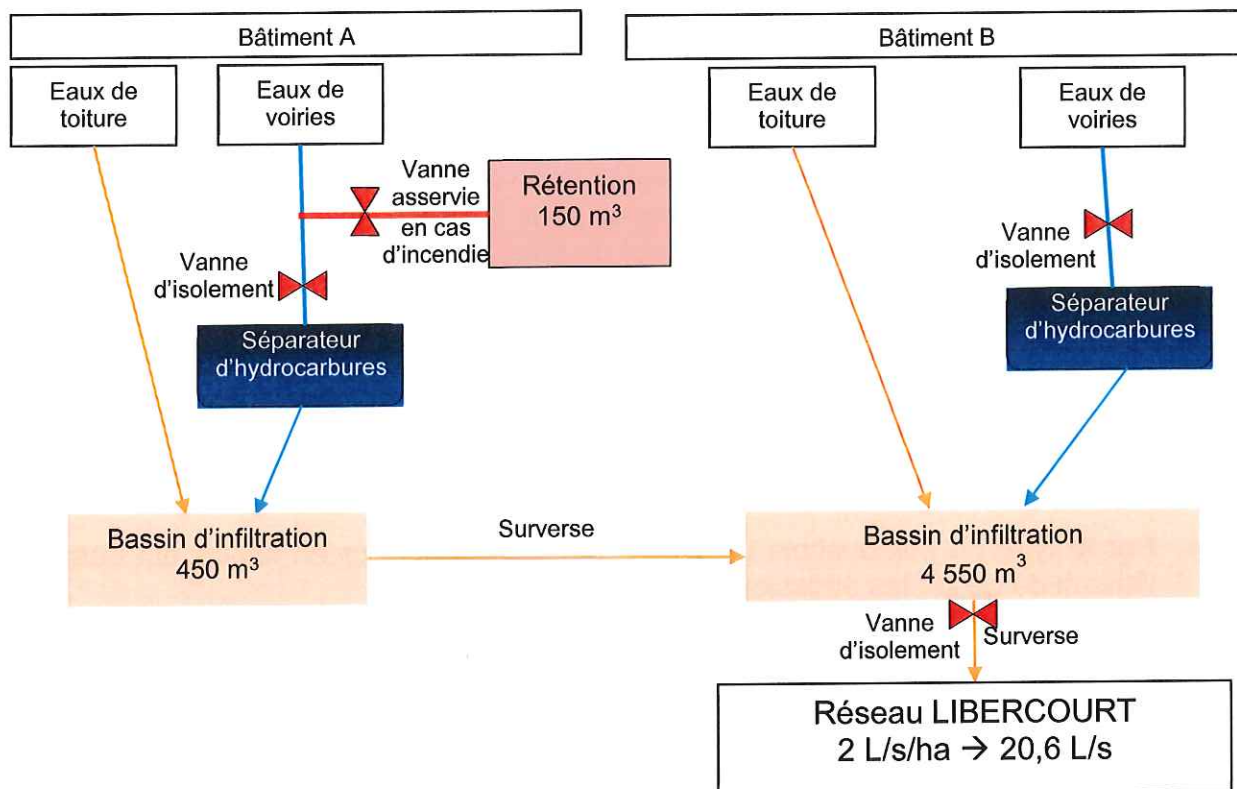 Bâtiment A
Bâtiment B
Eaux de
toiture
Eaux de
voiries
Eaux de
toiture
Eaux de
voiries
Vanne
asservie
en cas
d'incendie
Rétention
150 m³
Vanne
d'isolement
Vanne
d'isolement
Séparateur
d'hydrocarbures
Séparateur
d'hydrocarbures
Bassin d'infiltration
450 m³
Surverse
Bassin d'infiltration
4 550 m³
Vanne
d'isolement
Surverse
Réseau LIBERCOURT
2 L/s/ha → 20,6 L/s